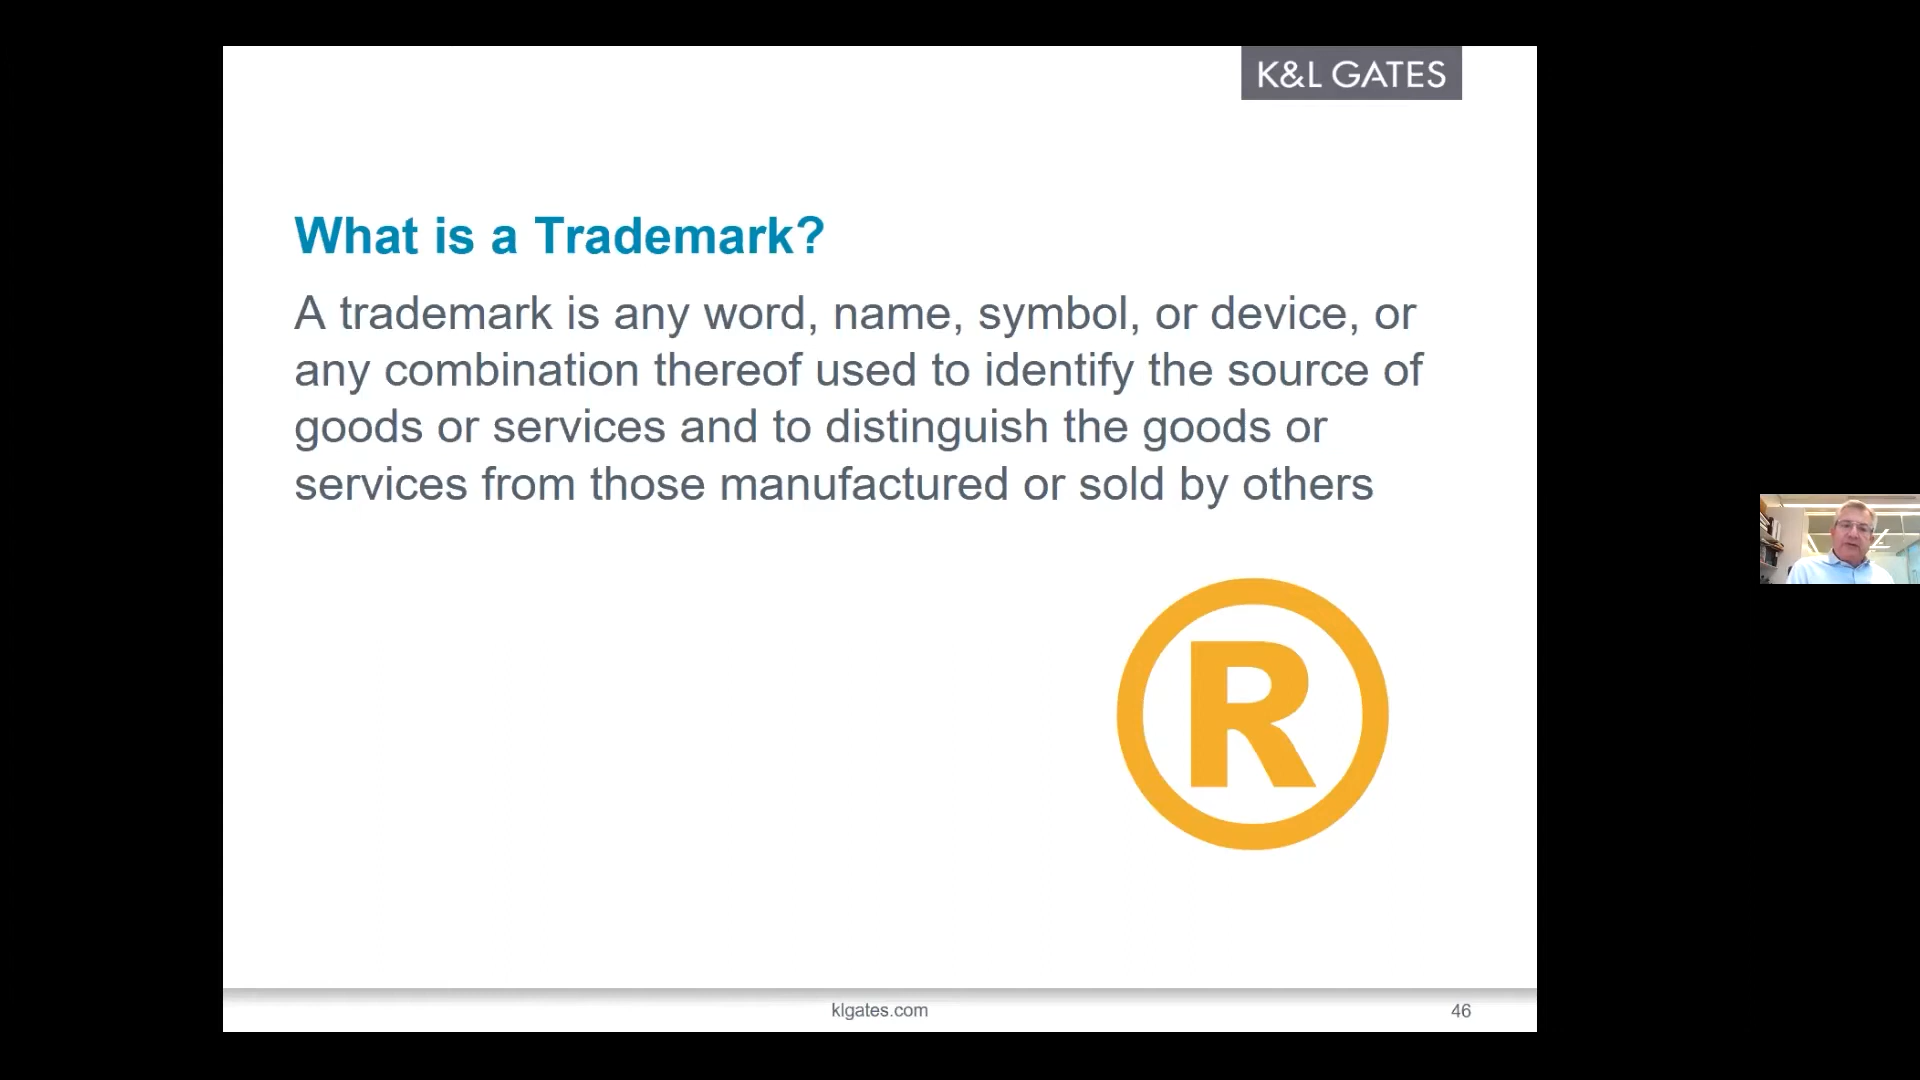 K&L GATES
What is a Trademark?
A trademark is any word, name, symbol, or device, or
any combination thereof used to identify the source of
goods or services and to distinguish the goods or
services from those manufactured or sold by others
R
klgates.com
46